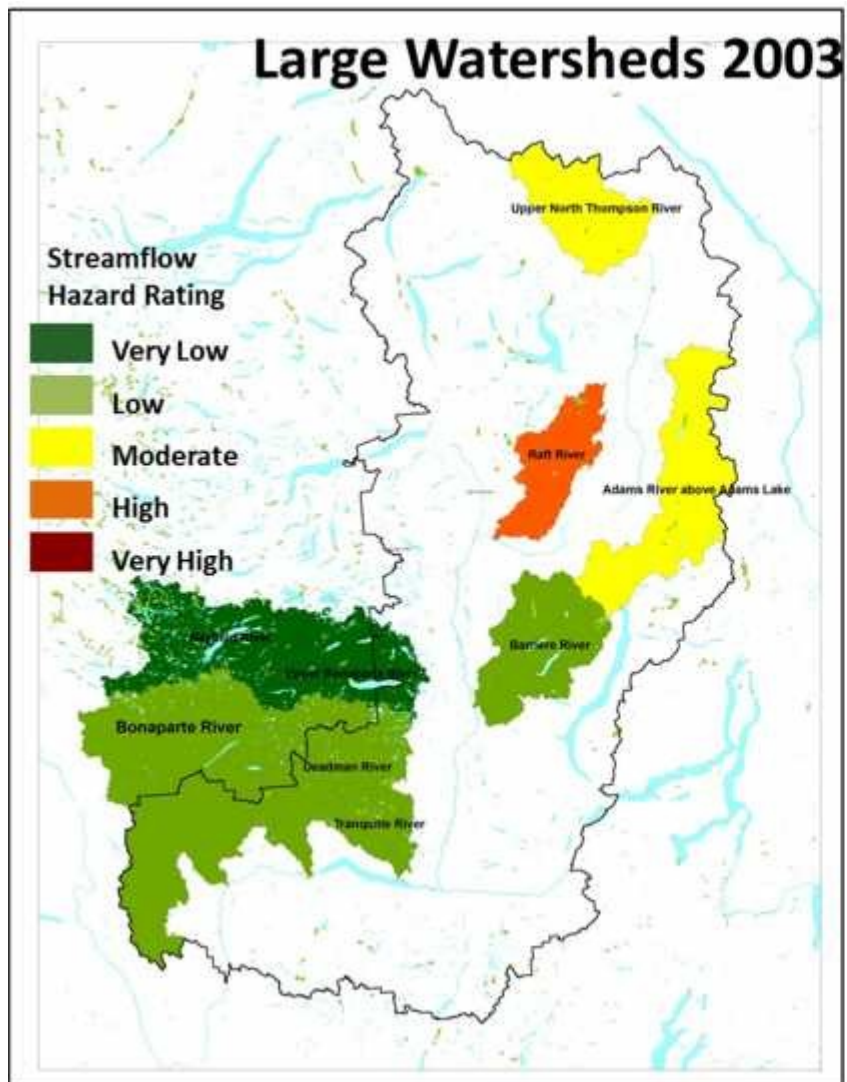 Large Watersheds 2003
Upper North Thompson River
Streamflow
Hazard Rating
Very Low
Low
Moderate
High
Very High
Raft River
Adams River above Adams Lake
Barriere River
Bonaparte River
Deadman River
Tranquille River